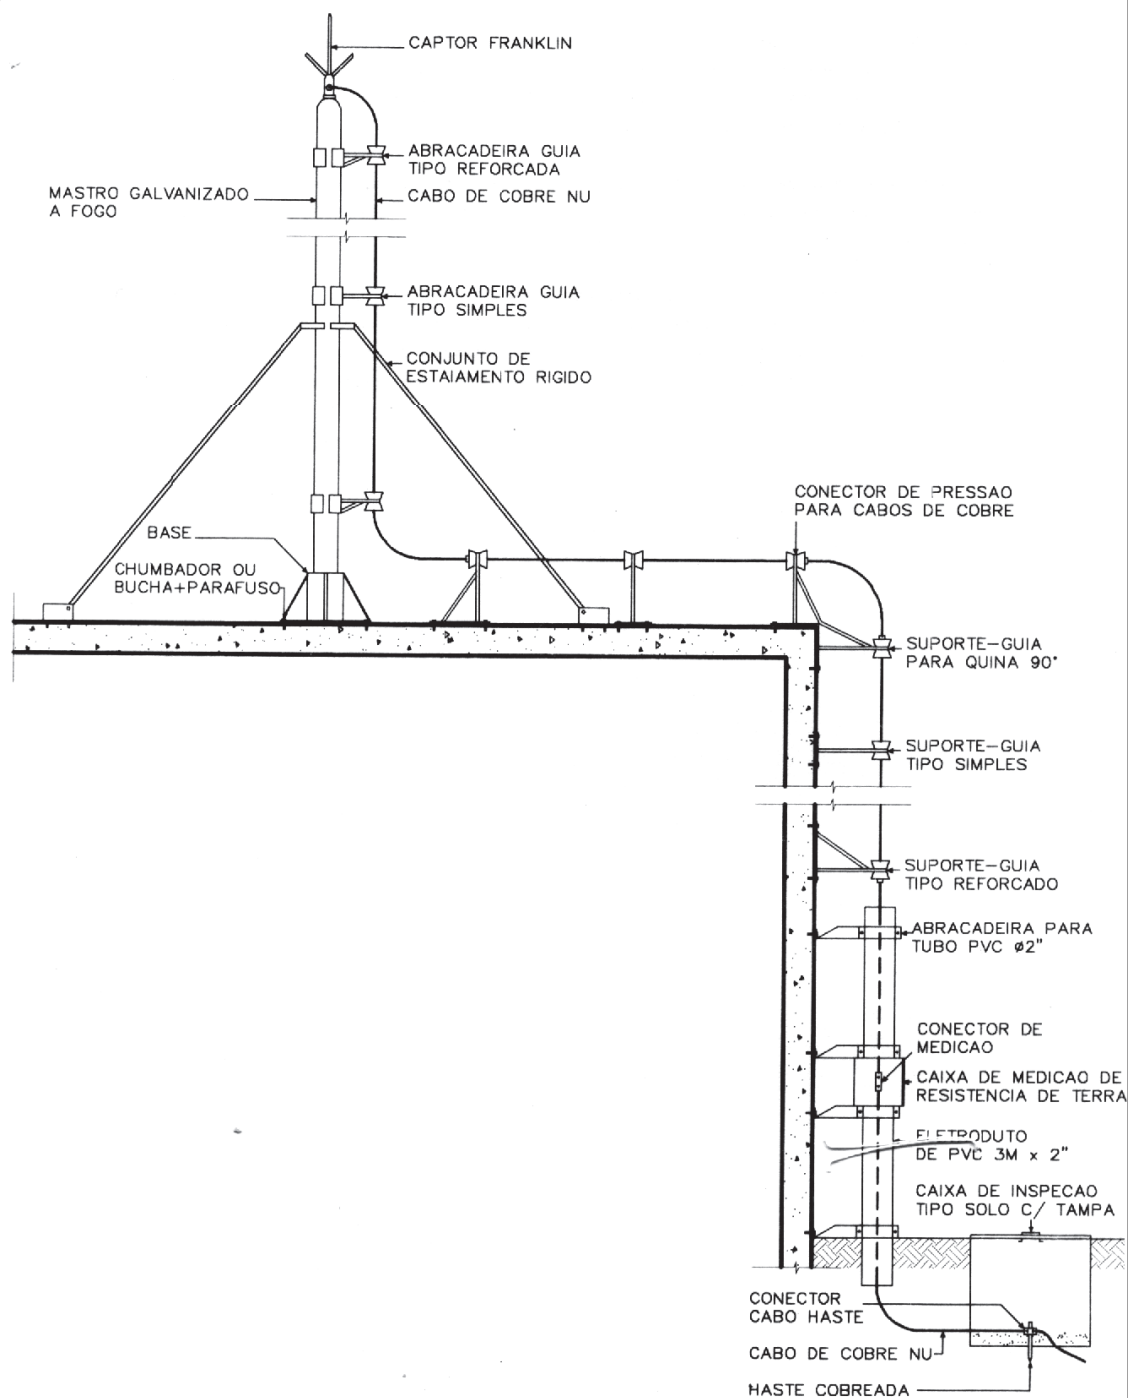 CAPTOR FRANKLIN
ABRACADEIRA GUIA
TIPO REFORCADA
MASTRO GALVANIZADO
A FOGO
CABO DE COBRE NU
ABRACADEIRA GUIA
TIPO SIMPLES
CONJUNTO DE
ESTAIAMENTO RIGIDO
CONECTOR DE PRESSAO
PARA CABOS DE COBRE
BASE
CHUMBADOR OU
BUCHA+PARAFUSO
SUPORTE-GUIA
PARA QUINA 90°
SUPORTE-GUIA
TIPO SIMPLES
SUPORTE-GUIA
TIPO REFORCADO
ABRACADEIRA PARA
TUBO PVC ø2"
CONECTOR DE
MEDICAO
CAIXA DE MEDICAO DE
RESISTENCIA DE TERRA
ELETRODUTO
DE PVC 3M x 2"
CAIXA DE INSPECAO
TIPO SOLO C/ TAMPA
CONECTOR
CABO HASTE
CABO DE COBRE NU
HASTE COBREADA